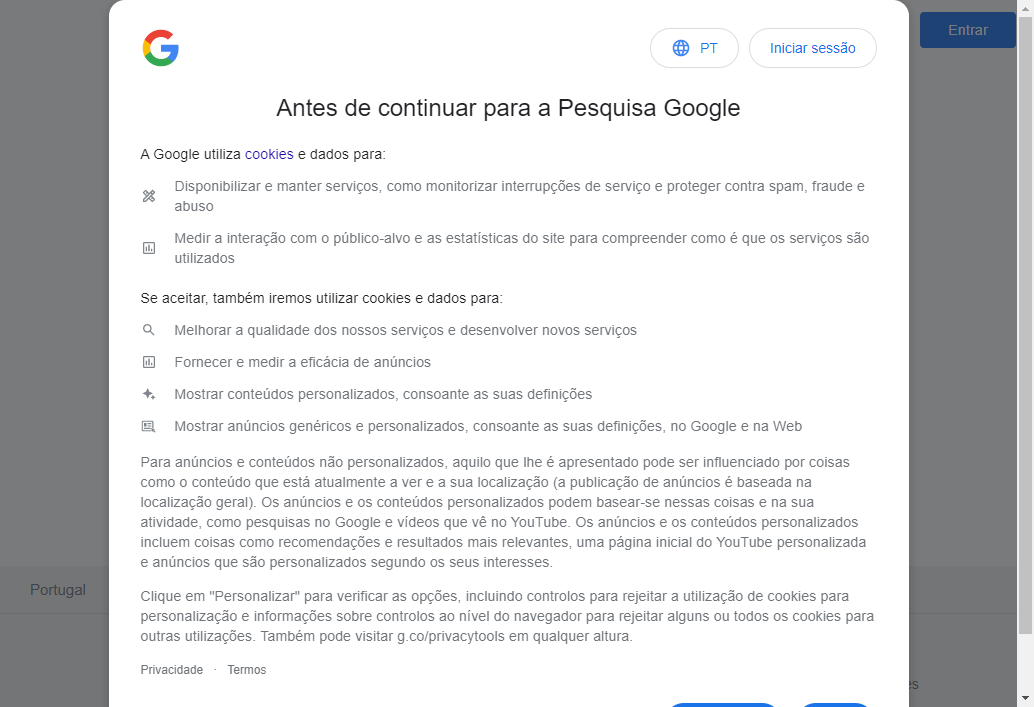 Entrar
PT
Iniciar sessão
Antes de continuar para a Pesquisa Google
A Google utiliza cookies e dados para:
Disponibilizar e manter serviços, como monitorizar interrupções de serviço e proteger contra spam, fraude e
abuso
Medir a interação com o público-alvo e as estatísticas do site para compreender como é que os serviços são
utilizados
Se aceitar, também iremos utilizar cookies e dados para:
Melhorar a qualidade dos nossos serviços e desenvolver novos serviços
Fornecer e medir a eficácia de anúncios
Mostrar conteúdos personalizados, consoante as suas definições
Mostrar anúncios genéricos e personalizados, consoante as suas definições, no Google e na Web
Para anúncios e conteúdos não personalizados, aquilo que lhe é apresentado pode ser influenciado por coisas
como o conteúdo que está atualmente a ver e a sua localização (a publicação de anúncios é baseada na
localização geral). Os anúncios e os conteúdos personalizados podem basear-se nessas coisas e na sua
atividade, como pesquisas no Google e vídeos que vê no YouTube. Os anúncios e os conteúdos personalizados
incluem coisas como recomendações e resultados mais relevantes, uma página inicial do YouTube personalizada
e anúncios que são personalizados segundo os seus interesses.
Portugal
Clique em "Personalizar" para verificar as opções, incluindo controlos para rejeitar a utilização de cookies para
personalização e informações sobre controlos ao nível do navegador para rejeitar alguns ou todos os cookies para
outras utilizações. Também pode visitar g.co/privacytools em qualquer altura.
Privacidade · Termos